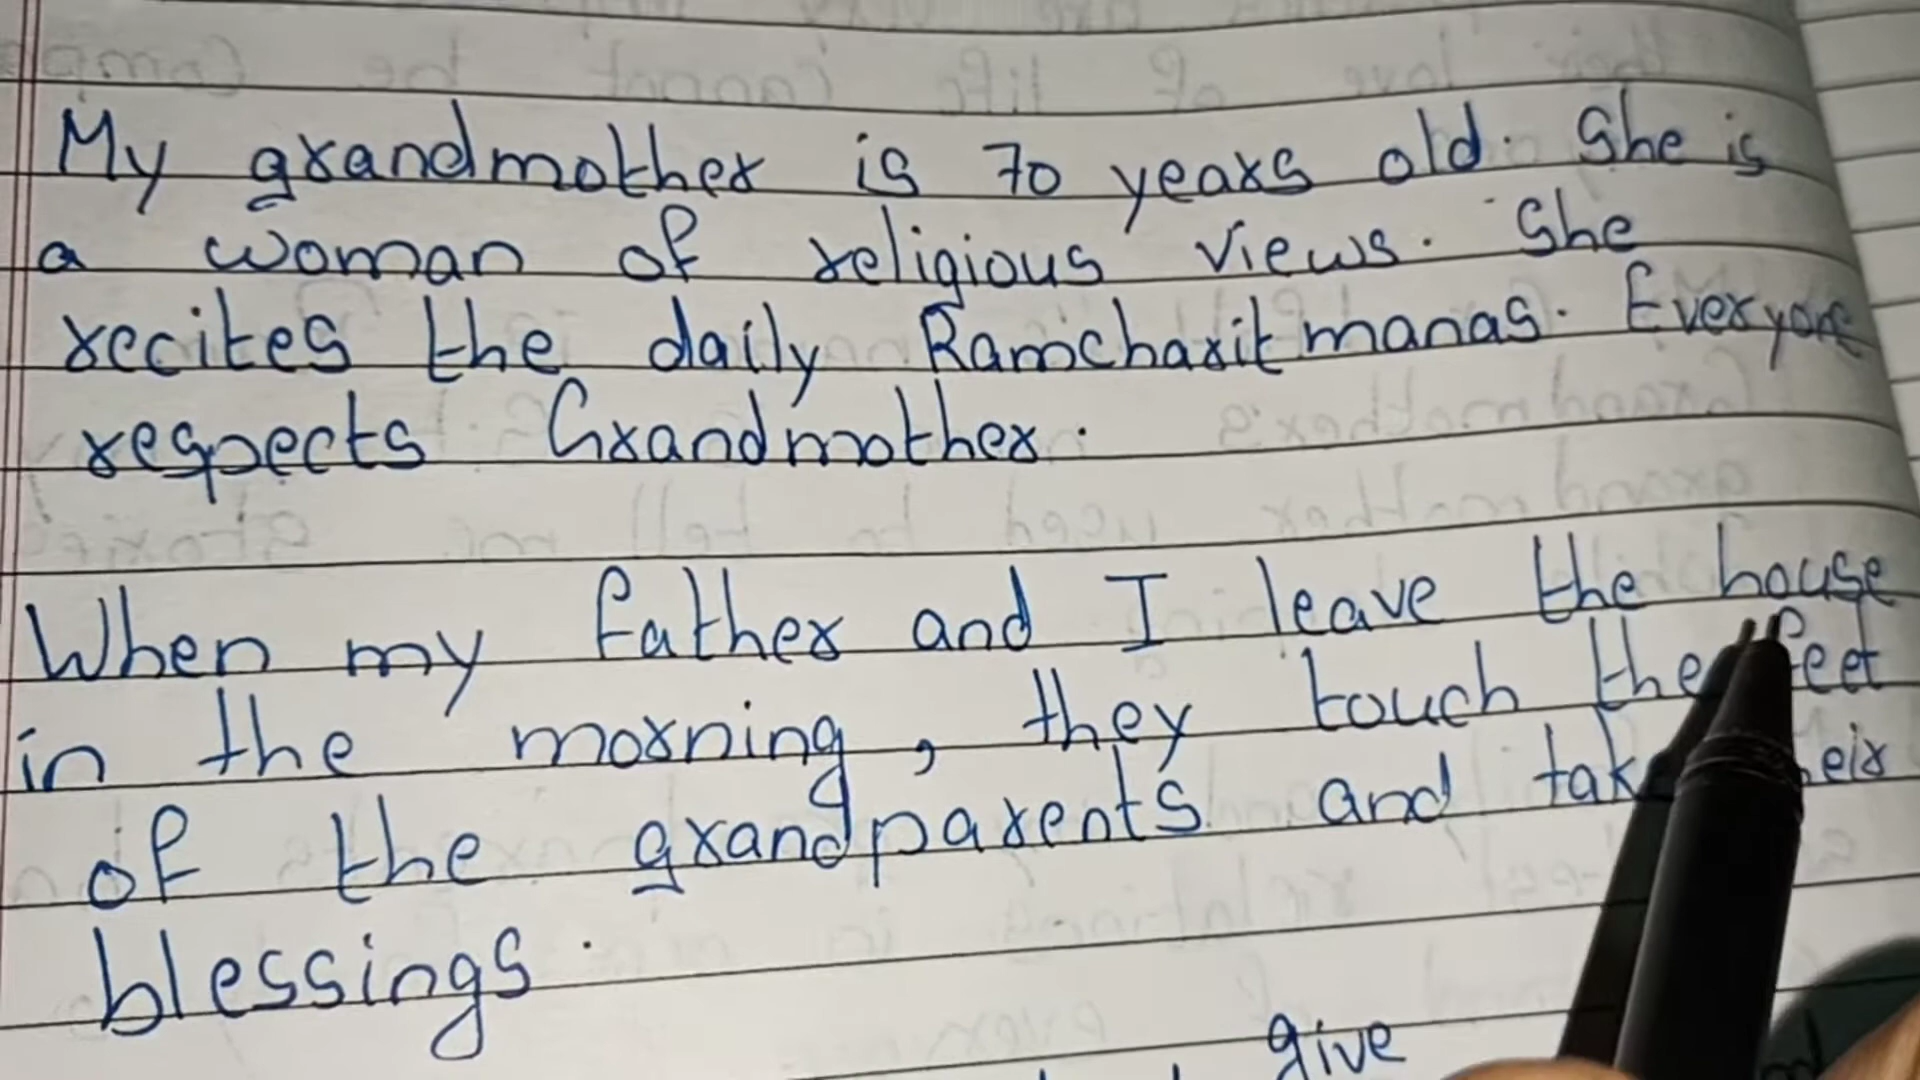 My grandmother is 70 years old. She is
a woman of religious views. She
recites the daily Ramcharitmanas. Everyone
respects Grandmother.
When my father and I leave the house
in the morning, they touch the feet
of the grandparents and
blessings.
give